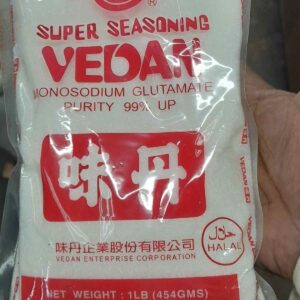 ®
SUPER SEASONING
VEDAN
MONOSODIUM GLUTAMATE
PURITY 99% UP
味丹
味丹企業股份有限公司
VEDAN ENTERPRISE CORPORATION
حلال
HALAL
NET WEIGHT : 1LB (454GMS)